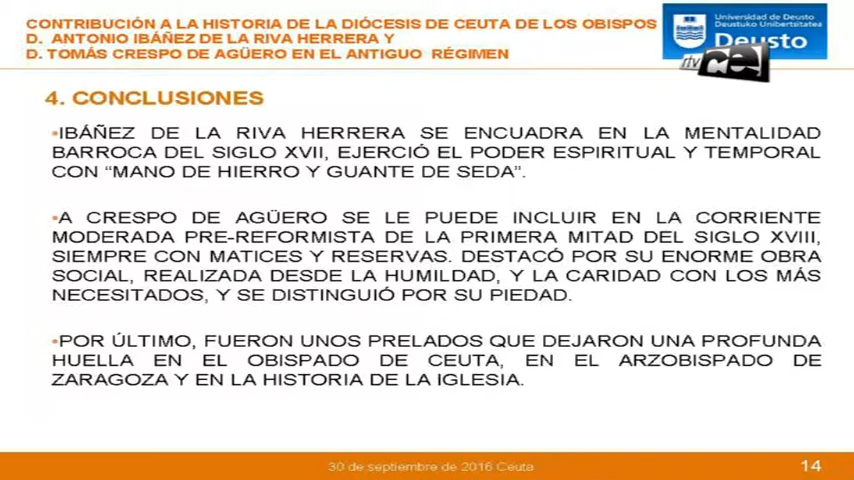 CONTRIBUCIÓN A LA HISTORIA DE LA DIÓCESIS DE CEUTA DE LOS OBISPOS
D. ANTONIO IBÁÑEZ DE LA RIVA HERRERA Y
D. TOMÁS CRESPO DE AGÜERO EN EL ANTIGUO RÉGIMEN
Universidad de Deusto
Deustuko Unibertsitatea
Deusto
rtv ce!
4. CONCLUSIONES
▪IBÁÑEZ DE LA RIVA HERRERA SE ENCUADRA EN LA MENTALIDAD
BARROCA DEL SIGLO XVII, EJERCIÓ EL PODER ESPIRITUAL Y TEMPORAL
CON “MANO DE HIERRO Y GUANTE DE SEDA”.
▪A CRESPO DE AGÜERO SE LE PUEDE INCLUIR EN LA CORRIENTE
MODERADA PRE-REFORMISTA DE LA PRIMERA MITAD DEL SIGLO XVIII,
SIEMPRE CON MATICES Y RESERVAS. DESTACÓ POR SU ENORME OBRA
SOCIAL, REALIZADA DESDE LA HUMILDAD, Y LA CARIDAD CON LOS MÁS
NECESITADOS, Y SE DISTINGUIÓ POR SU PIEDAD.
▪POR ÚLTIMO, FUERON UNOS PRELADOS QUE DEJARON UNA PROFUNDA
HUELLA EN EL OBISPADO DE CEUTA, EN EL ARZOBISPADO DE
ZARAGOZA Y EN LA HISTORIA DE LA IGLESIA.
30 de septiembre de 2016 Ceuta
14